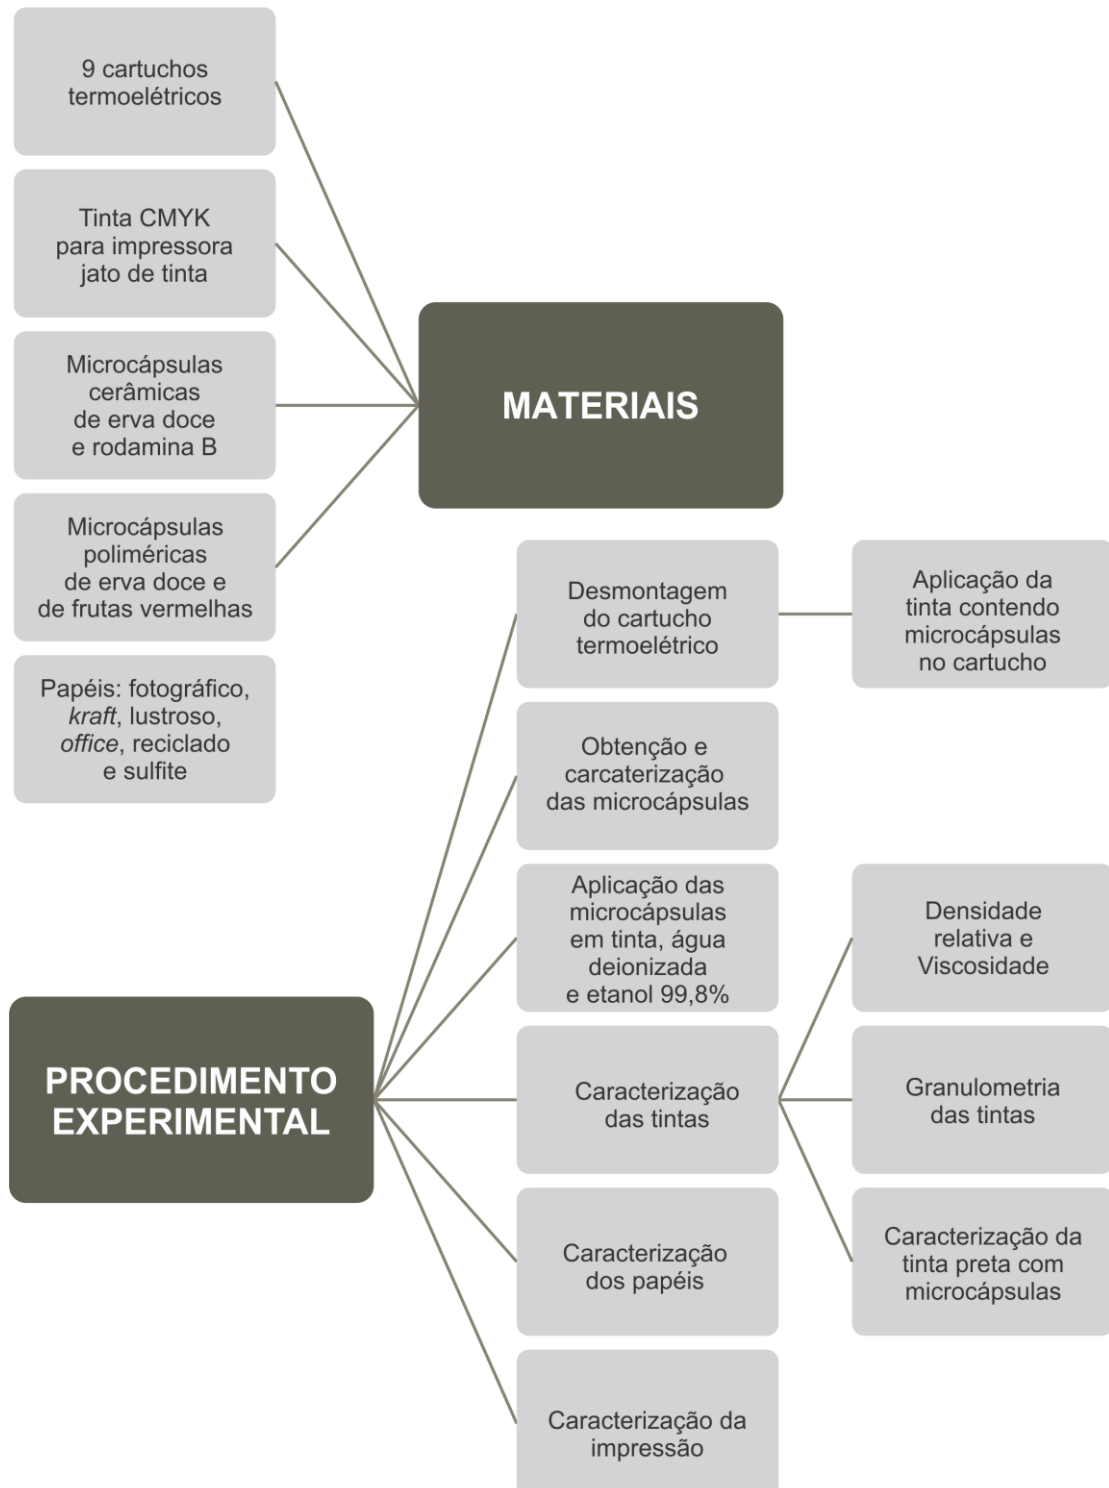 9 cartuchos
termoelétricos
Tinta CMYK
para impressora
jato de tinta
Microcápsulas
cerâmicas
de erva doce
e rodamina B
Microcápsulas
poliméricas
de erva doce e
de frutas vermelhas
Papéis: fotográfico,
kraft, lustroso,
office, reciclado
e sulfite
MATERIAIS
PROCEDIMENTO
EXPERIMENTAL
Desmontagem
do cartucho
termoelétrico
Aplicação da
tinta contendo
microcápsulas
no cartucho
Obtenção e
carcaterização
das microcápsulas
Aplicação das
microcápsulas
em tinta, água
deionizada
e etanol 99,8%
Caracterização
das tintas
Densidade
relativa e
Viscosidade
Granulometria
das tintas
Caracterização da
tinta preta com
microcápsulas
Caracterização
dos papéis
Caracterização da
impressão